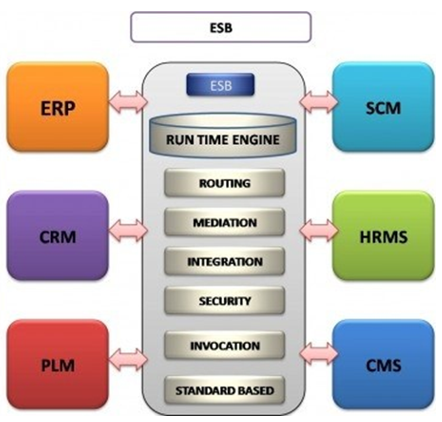 ESB
ESB
ERP
RUN TIME ENGINE
SCM
ROUTING
CRM
MEDIATION
HRMS
INTEGRATION
SECURITY
PLM
INVOCATION
CMS
STANDARD BASED